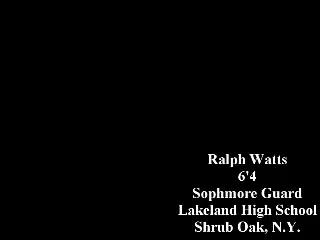 Ralph Watts
6'4
Sophmore Guard
Lakeland High School
Shrub Oak, N.Y.